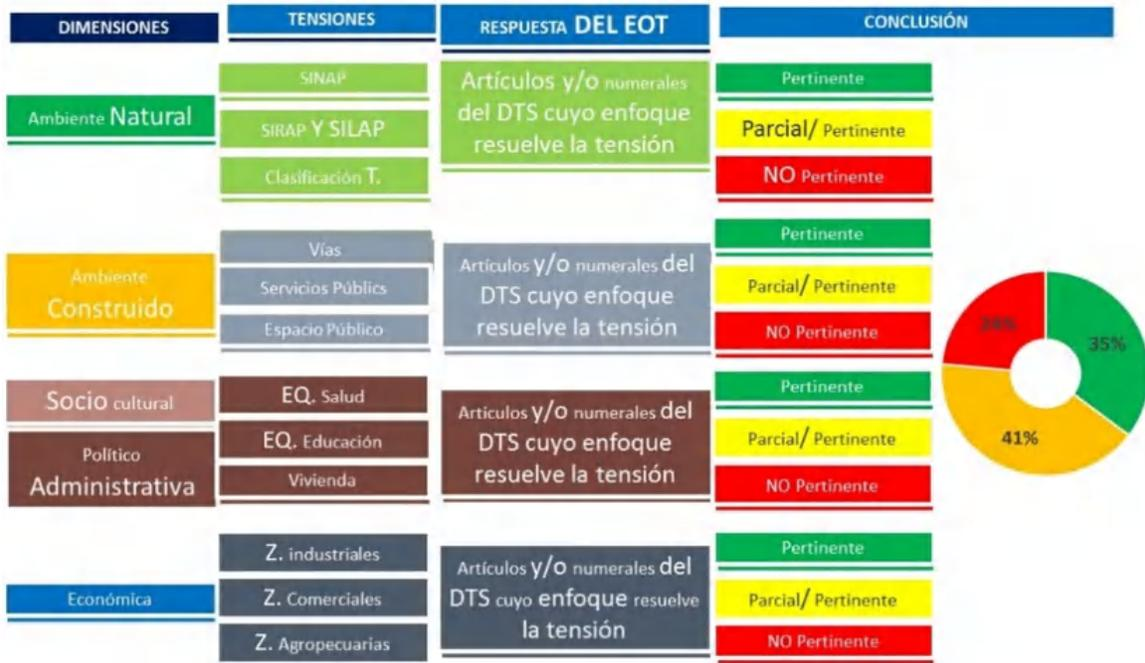 DIMENSIONES
TENSIONES
RESPUESTA DEL EOT
CONCLUSIÓN
Ambiente Natural
SINAP
SIRAP Y SILAP
Clasificación T.
Artículos y/o numerales
del DTS cuyo enfoque
resuelve la tensión
Pertinente
Parcial/ Pertinente
NO Pertinente
Ambiente
Construido
Vías
Servicios Públics
Espacio Público
Artículos y/o numerales del
DTS cuyo enfoque
resuelve la tensión
Pertinente
Parcial/ Pertinente
NO Pertinente
Socio cultural
Político
Administrativa
EQ. Salud
EQ. Educación
Vivienda
Artículos y/o numerales del
DTS cuyo enfoque
resuelve la tensión
Pertinente
Parcial/ Pertinente
NO Pertinente
Económica
Z. industriales
Z. Comerciales
Z. Agropecuarias
Artículos y/o numerales del
DTS cuyo enfoque resuelve
la tensión
Pertinente
Parcial/ Pertinente
NO Pertinente
24%
35%
41%